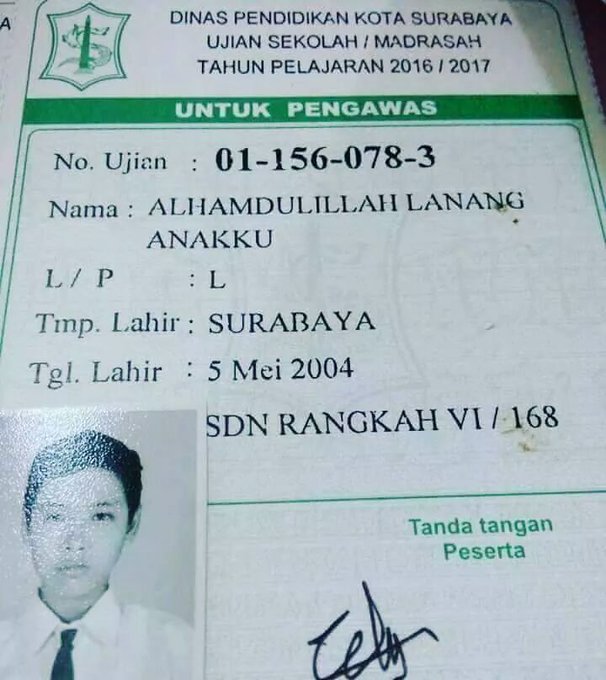 DINAS PENDIDIKAN KOTA SURABAYA
UJIAN SEKOLAH / MADRASAH
TAHUN PELAJARAN 2016 / 2017
UNTUK PENGAWAS
No. Ujian : 01-156-078-3
Nama : ALHAMDULILLAH LANANG
ANAKKU
L / P : L
Tmp. Lahir : SURABAYA
Tgl. Lahir : 5 Mei 2004
SDN RANGKAH VI / 168
Tanda tangan
Peserta